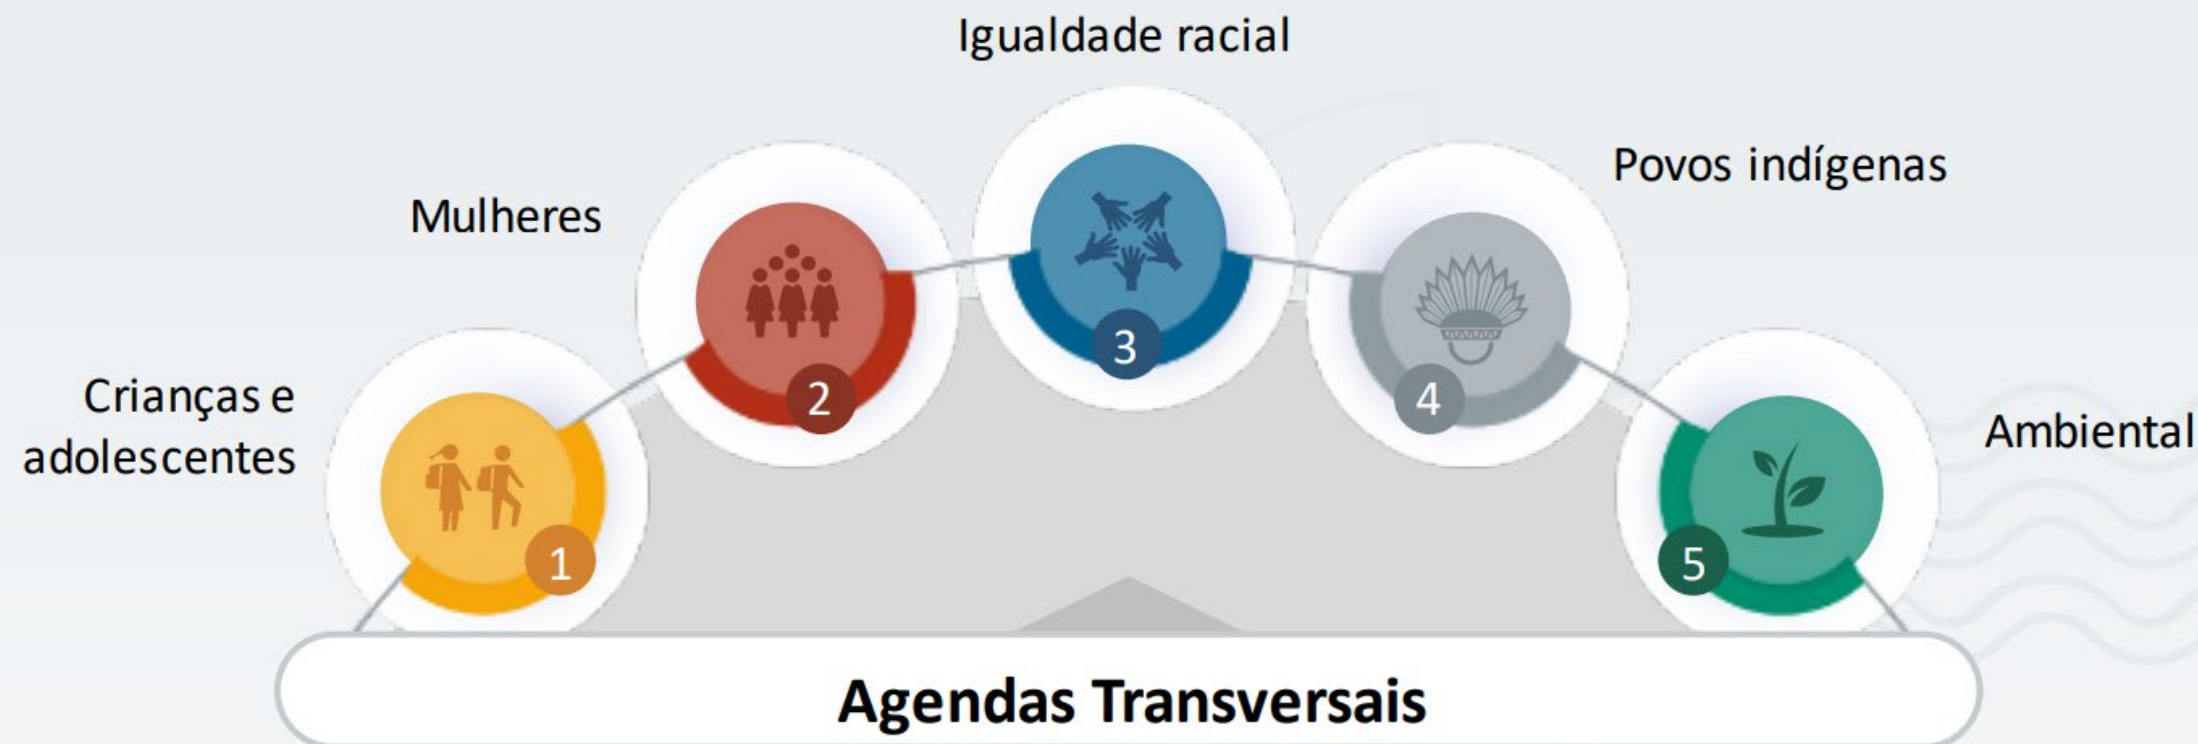 Crianças e
adolescentes
1
Mulheres
2
Igualdade racial
3
Povos indígenas
4
Ambiental
5
Agendas Transversais